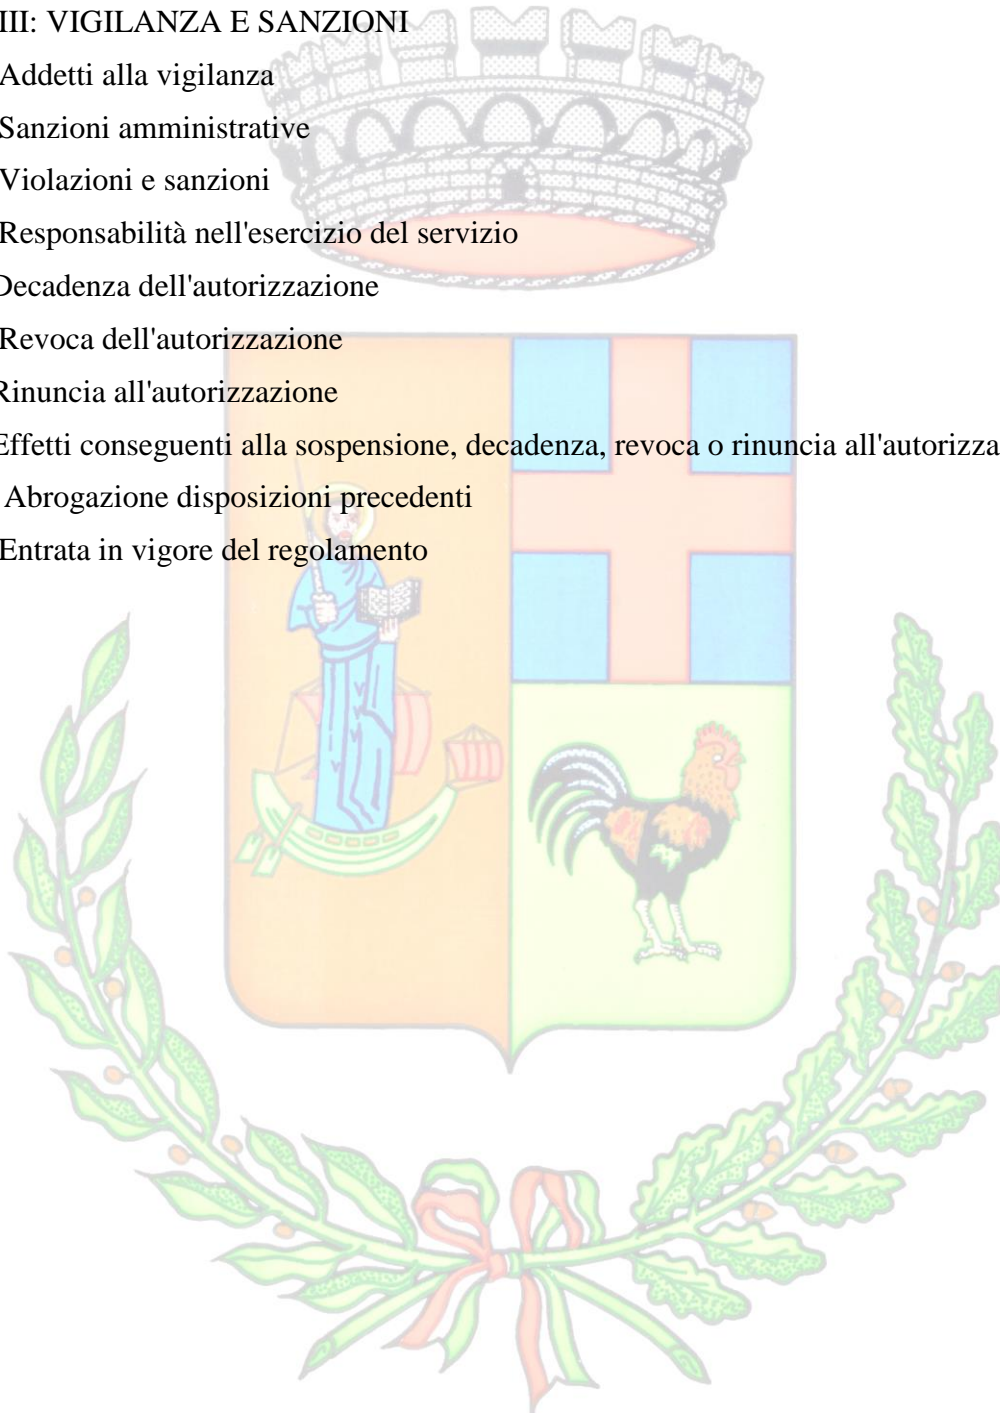 III: VIGILANZA E SANZIONI
Addetti alla vigilanza
Sanzioni amministrative
Violazioni e sanzioni
Responsabilità nell'esercizio del servizio
Decadenza dell'autorizzazione
Revoca dell'autorizzazione
Rinuncia all'autorizzazione
Effetti conseguenti alla sospensione, decadenza, revoca o rinuncia all'autorizza
Abrogazione disposizioni precedenti
Entrata in vigore del regolamento